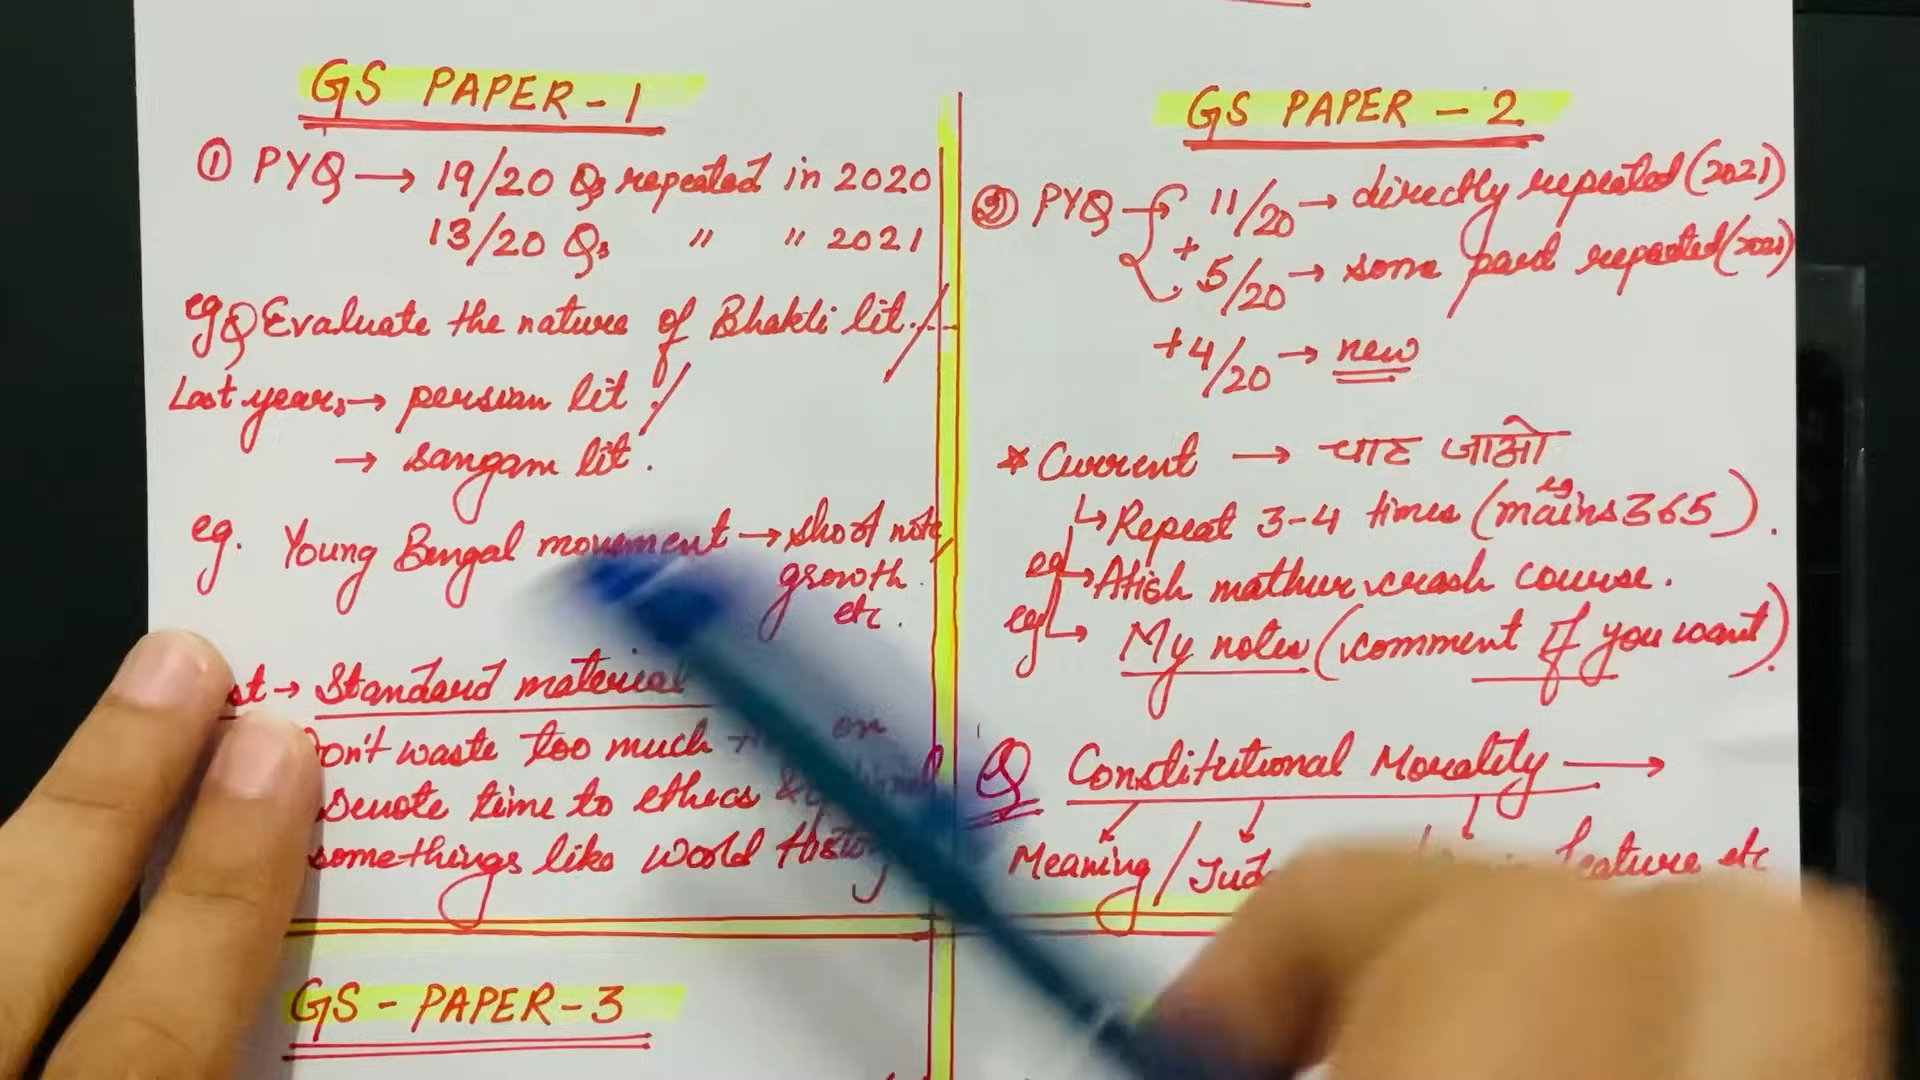 GS PAPER - 1
① PYQ → 19/20 Qs repeated in 2020
13/20 Qs " " 2021
eg Q Evaluate the nature of Bhakti lit.
Last years → persian lit.
→ sangam lit.
eg. Young Bengal movement → short note
growth
etc.
st → Standard material
Don't waste too much on
Devote time to ethics &
somethings like World History
GS PAPER - 2
② PYQ → 11/20 → directly repeated (2021)
+ 5/20 → some part repeated (2021)
+ 4/20 → new
* Current → चाट जाओ
↳ Repeat 3-4 times (eg mains 365).
eg → Atish mathur crash course.
eg ↳ My notes (comment if you want).
Q Constitutional Morality →
Meaning / feature etc
GS - PAPER - 3